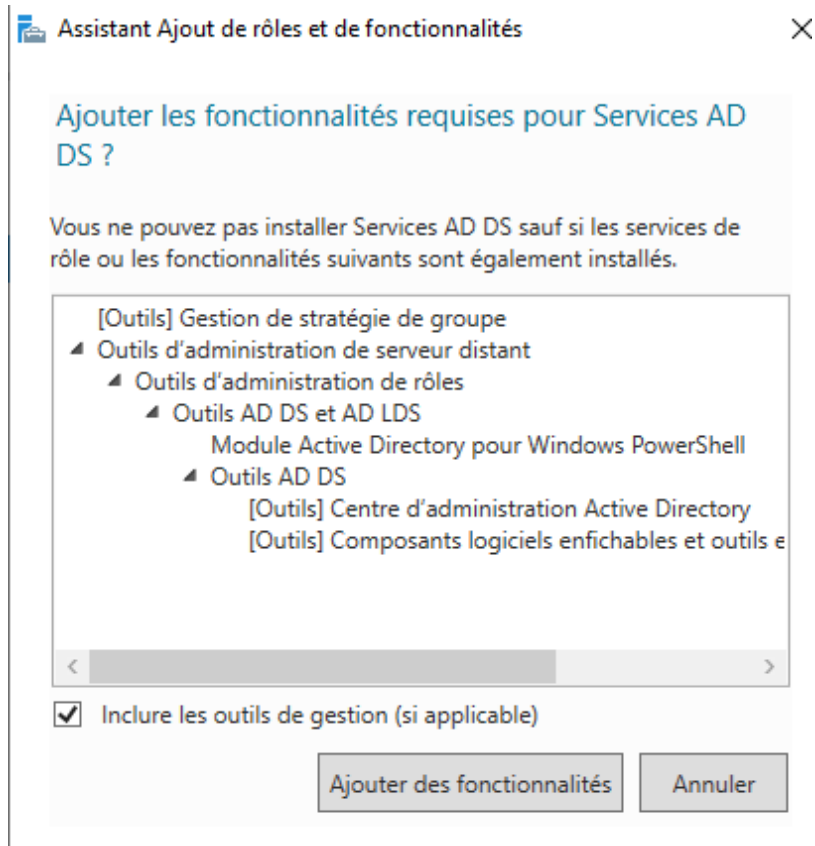 Assistant Ajout de rôles et de fonctionnalités
Ajouter les fonctionnalités requises pour Services AD
DS ?
Vous ne pouvez pas installer Services AD DS sauf si les services de
rôle ou les fonctionnalités suivants sont également installés.
[Outils] Gestion de stratégie de groupe
Outils d'administration de serveur distant
Outils d'administration de rôles
Outils AD DS et AD LDS
Module Active Directory pour Windows PowerShell
Outils AD DS
[Outils] Centre d'administration Active Directory
[Outils] Composants logiciels enfichables et outils e
Inclure les outils de gestion (si applicable)
Ajouter des fonctionnalités
Annuler